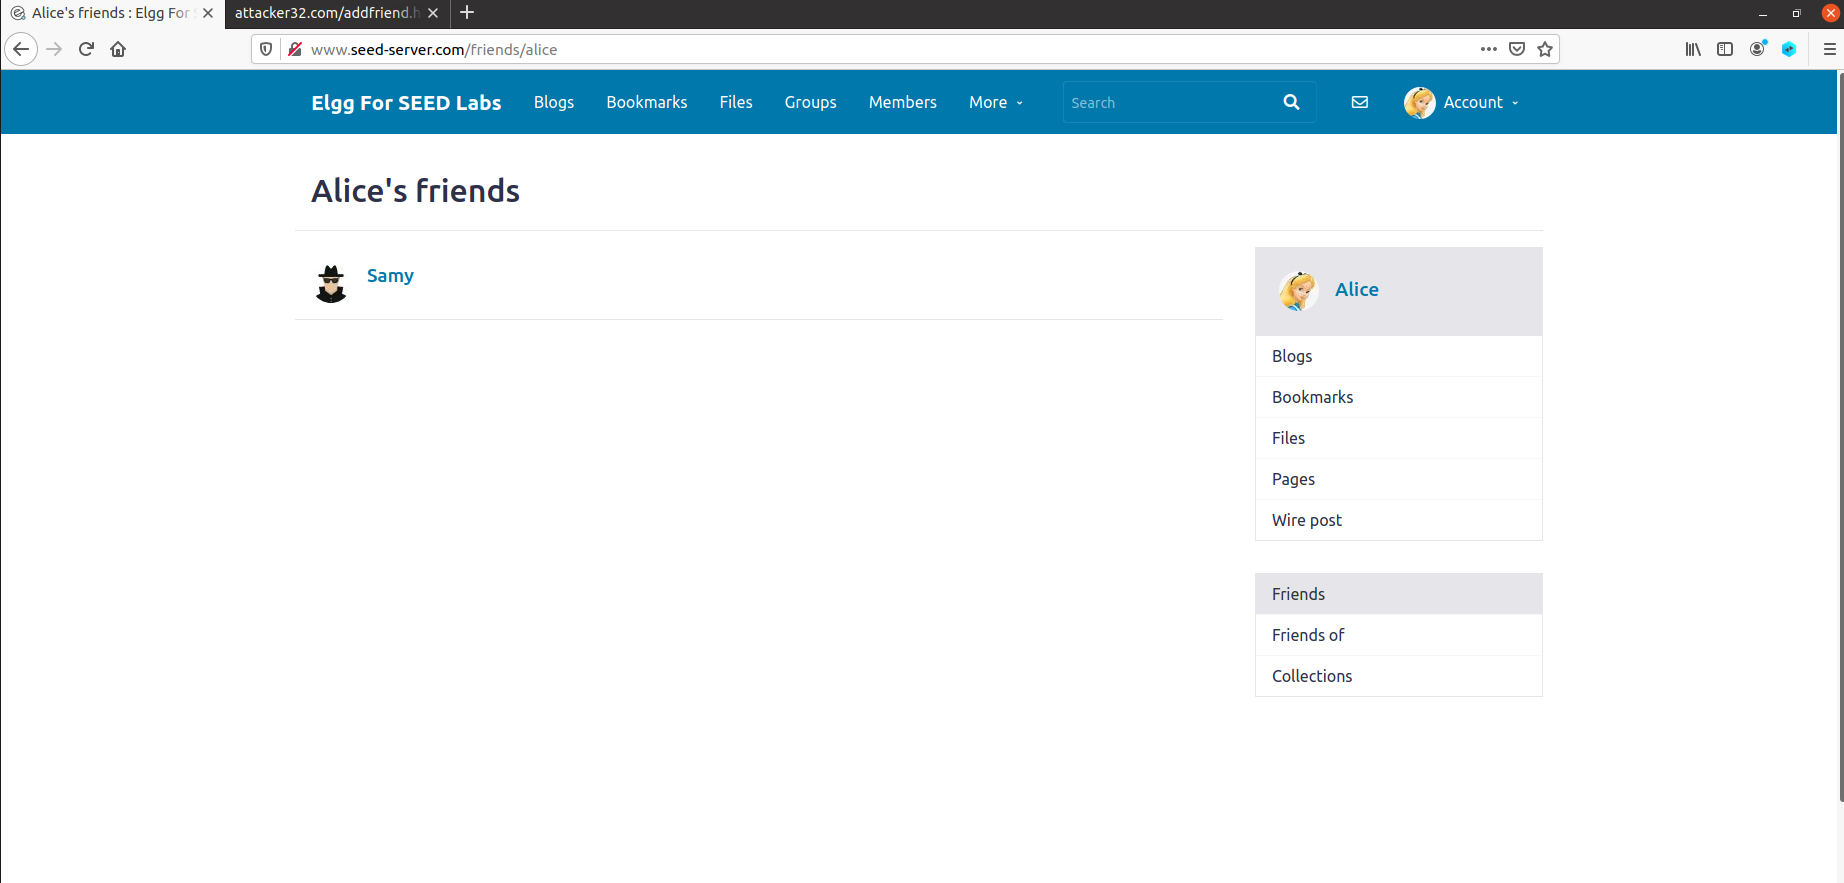 Alice's friends : Elgg For S
attacker32.com/addfriend.h
www.seed-server.com/friends/alice
Elgg For SEED Labs Blogs Bookmarks Files Groups Members More Search Account
Alice's friends
Samy
Alice
Blogs
Bookmarks
Files
Pages
Wire post
Friends
Friends of
Collections